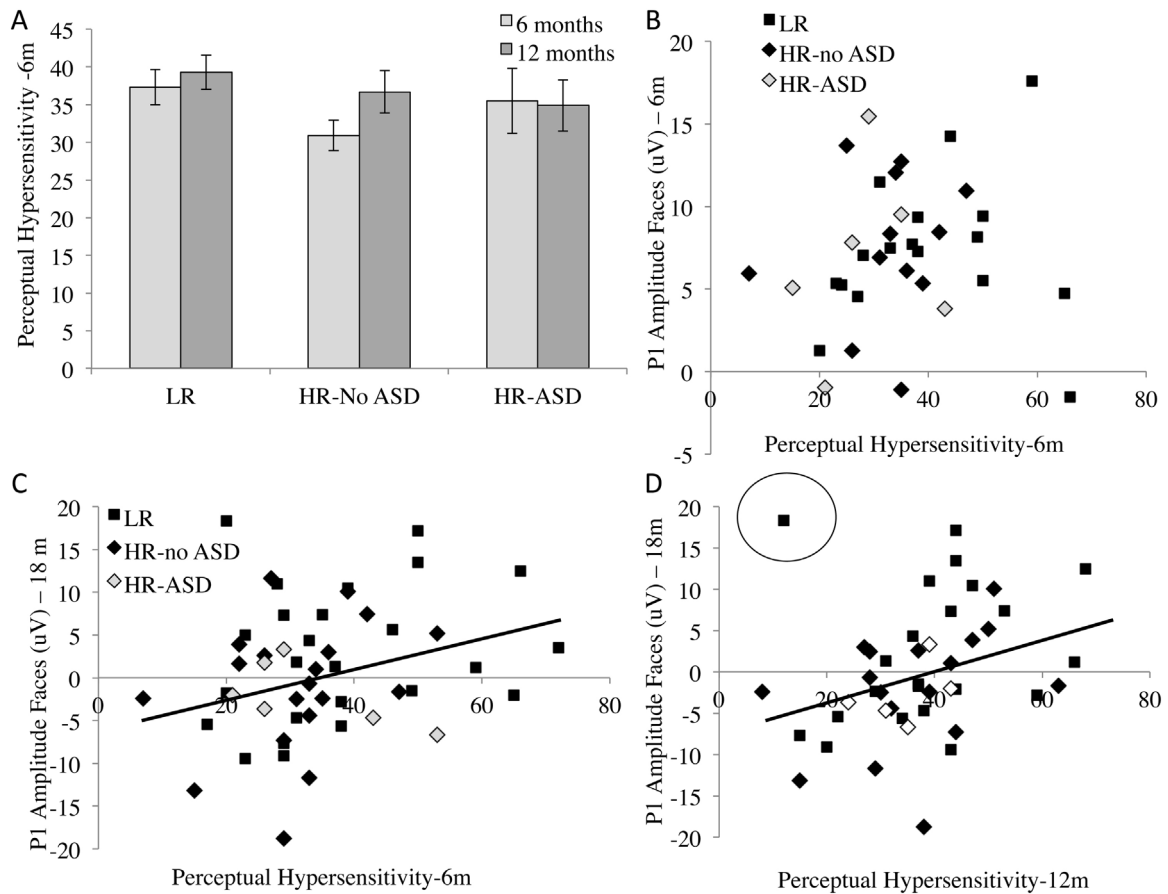 A
6 months
12 months
Perceptual Hypersensitivity -6m
45
40
35
30
25
20
15
10
5
0
LR
HR-No ASD
HR-ASD
B
LR
HR-no ASD
HR-ASD
P1 Amplitude Faces (uV) – 6m
20
15
10
5
0
-5
0
20
40
60
80
Perceptual Hypersensitivity-6m
C
LR
HR-no ASD
HR-ASD
P1 Amplitude Faces (uV) – 18 m
20
15
10
5
0
-5
-10
-15
-20
0
20
40
60
80
Perceptual Hypersensitivity-6m
D
P1 Amplitude Faces (uV) – 18m
20
15
10
5
0
-5
-10
-15
-20
0
20
40
60
80
Perceptual Hypersensitivity-12m